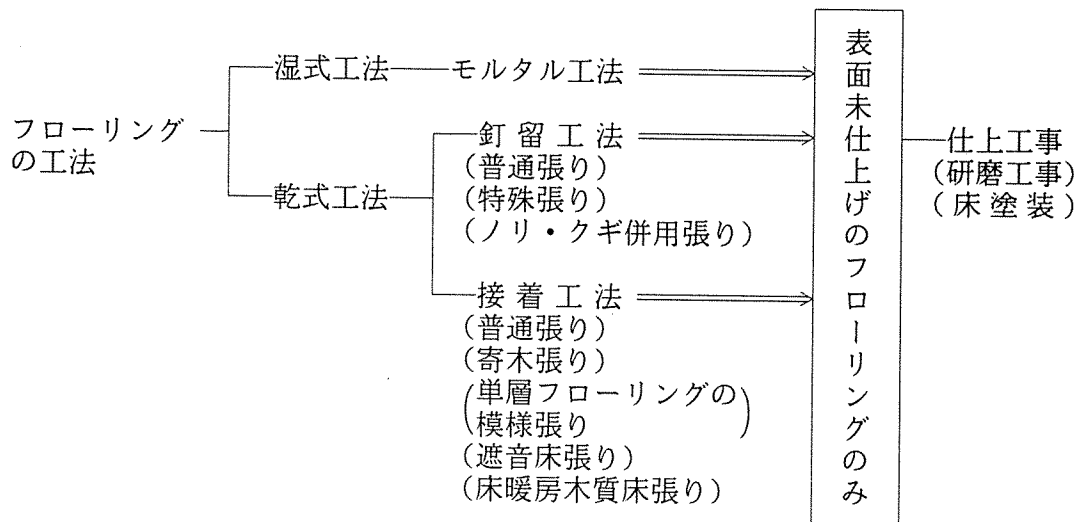 フローリング
の工法
湿式工法
モルタル工法
乾式工法
釘留工法
(普通張り)
(特殊張り)
(ノリ・クギ併用張り)
接着工法
(普通張り)
(寄木張り)
(単層フローリングの
模様張り)
(遮音床張り)
(床暖房木質床張り)
表面未仕上げのフローリングのみ
仕上工事
(研磨工事)
(床塗装)